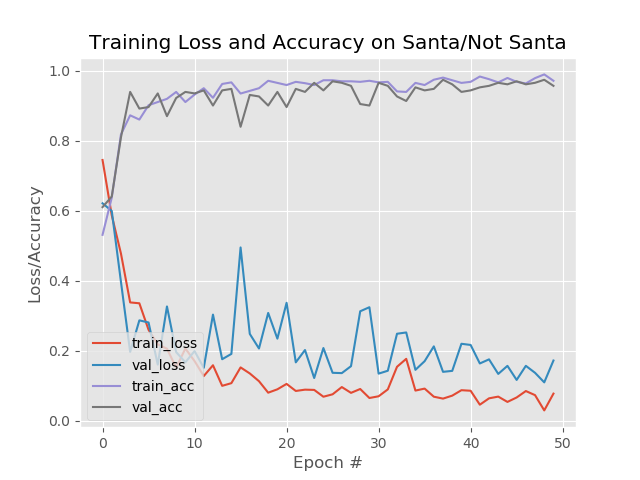 Training Loss and Accuracy on Santa/Not Santa
1.0
0.8
0.6
0.4
0.2
0.0
Loss/Accuracy
train_loss
val_loss
train_acc
val_acc
0 10 20 30 40 50
Epoch #